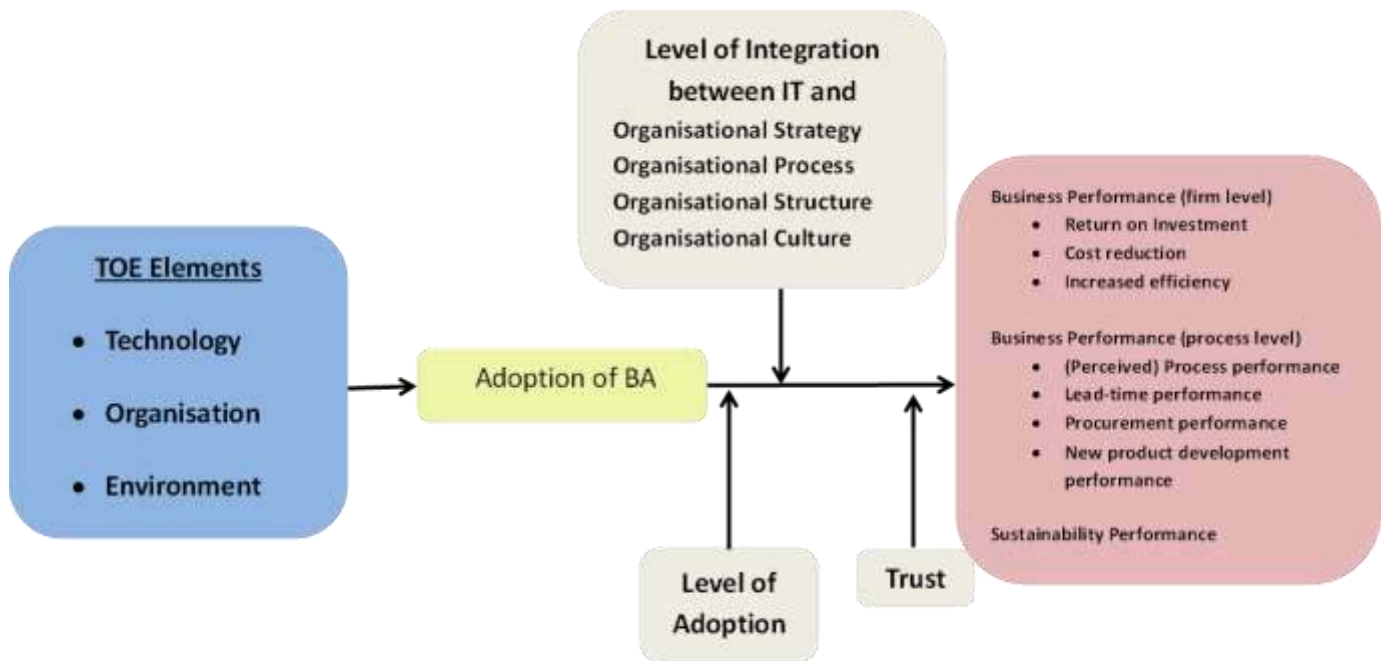 Level of Integration
between IT and
Organisational Strategy
Organisational Process
Organisational Structure
Organisational Culture
TOE Elements
• Technology
• Organisation
• Environment
Adoption of BA
Level of
Adoption
Trust
Business Performance (firm level)
• Return on Investment
• Cost reduction
• Increased efficiency
Business Performance (process level)
• (Perceived) Process performance
• Lead-time performance
• Procurement performance
• New product development
performance
Sustainability Performance